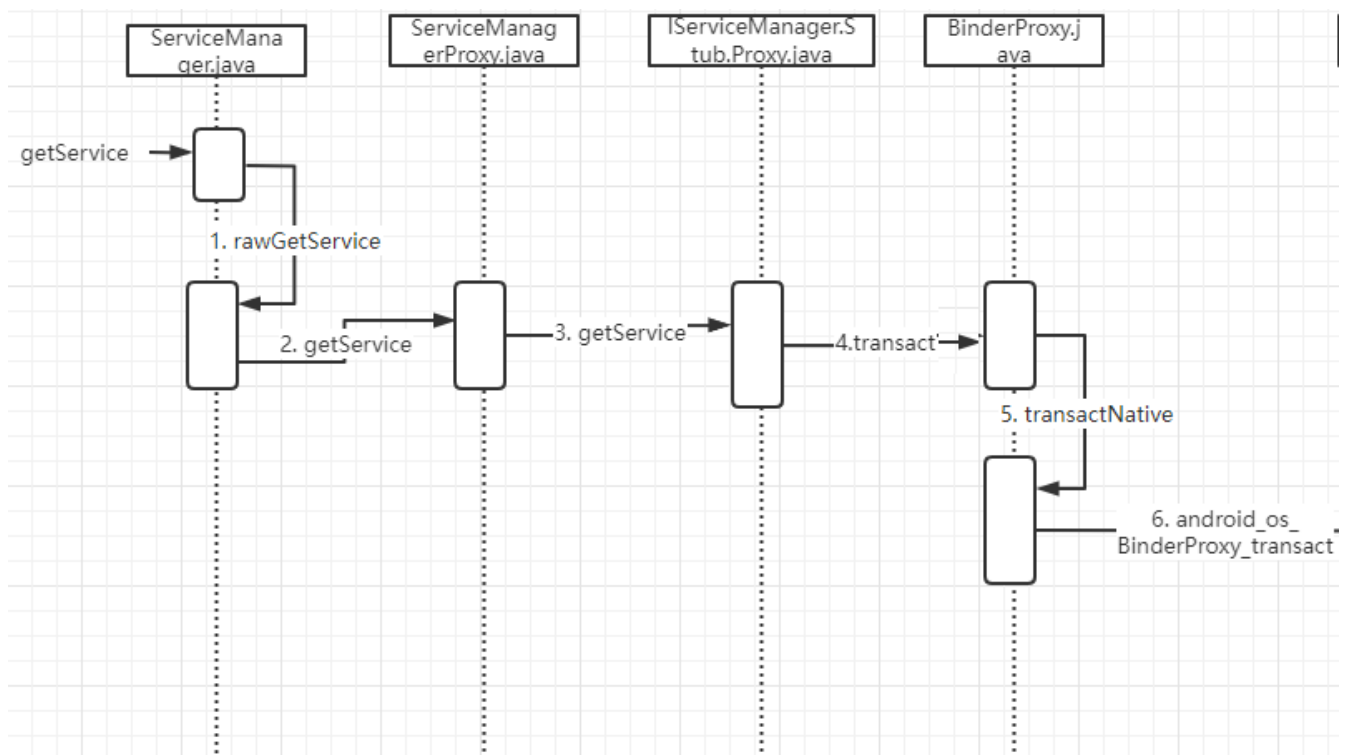 ServiceMana
ger.java
ServiceManag
erProxy.java
IServiceManager.S
tub.Proxy.java
BinderProxy.j
ava
getService
1. rawGetService
2. getService
3. getService
4.transact
5. transactNative
6. android_os_
BinderProxy_transact